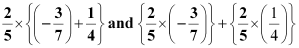 2/5 × {(−3/7) + 1/4} and {2/5 × (−3/7)} + {2/5 × (1/4)}